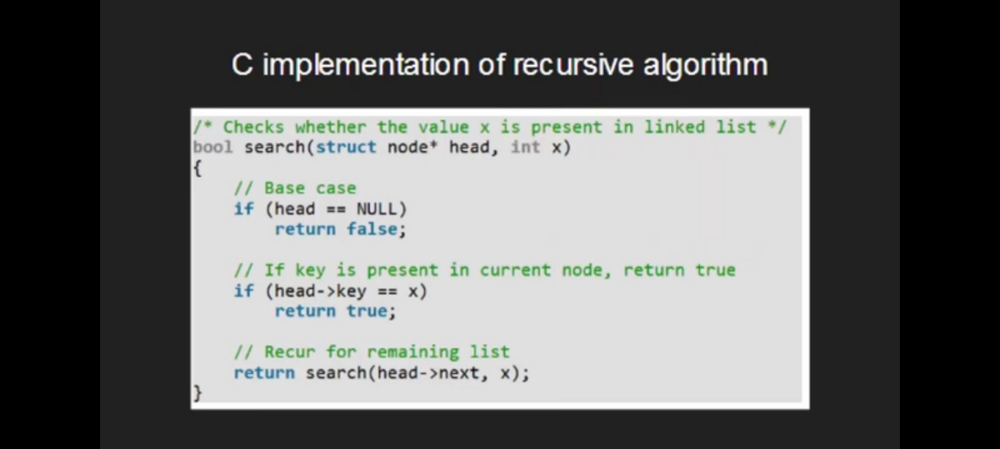 C implementation of recursive algorithm
/* Checks whether the value x is present in linked list */
bool search(struct node* head, int x)
{
    // Base case
    if (head == NULL)
        return false;
    // If key is present in current node, return true
    if (head->key == x)
        return true;
    // Recur for remaining list
    return search(head->next, x);
}